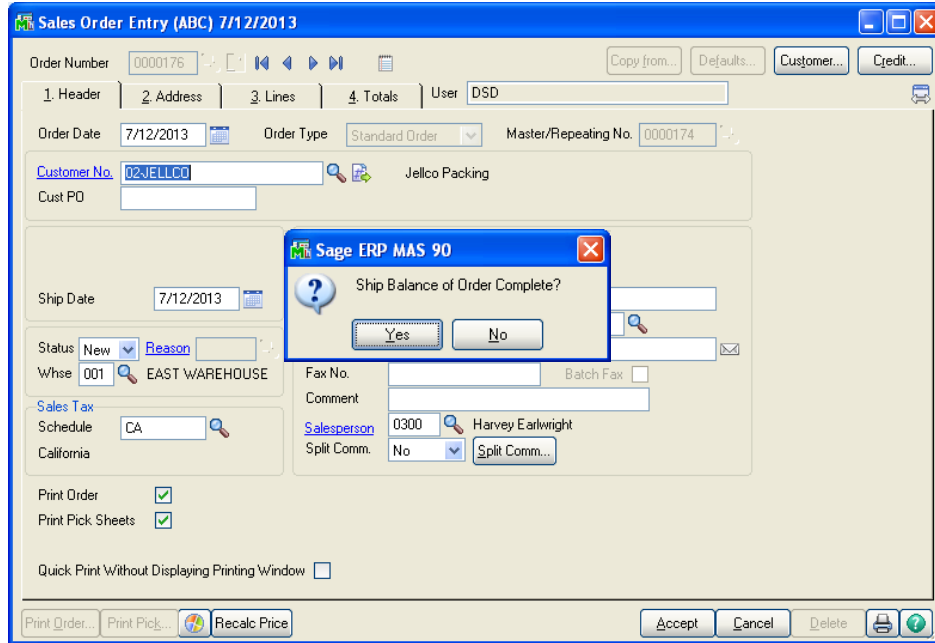 Sales Order Entry (ABC) 7/12/2013
Order Number 0000176 Copy from... Defaults... Customer... Credit...
1. Header 2. Address 3. Lines 4. Totals User DSD
Order Date 7/12/2013 Order Type Standard Order Master/Repeating No. 0000174
Customer No. 02-JELLCO Jellco Packing
Cust PO
Sage ERP MAS 90
Ship Balance of Order Complete?
Yes No
Ship Date 7/12/2013
Status New Reason
Whse 001 EAST WAREHOUSE Fax No. Batch Fax
Sales Tax Comment
Schedule CA Salesperson 0300 Harvey Earlwright
California Split Comm. No Split Comm...
Print Order
Print Pick Sheets
Quick Print Without Displaying Printing Window
Print Order... Print Pick... Recalc Price Accept Cancel Delete